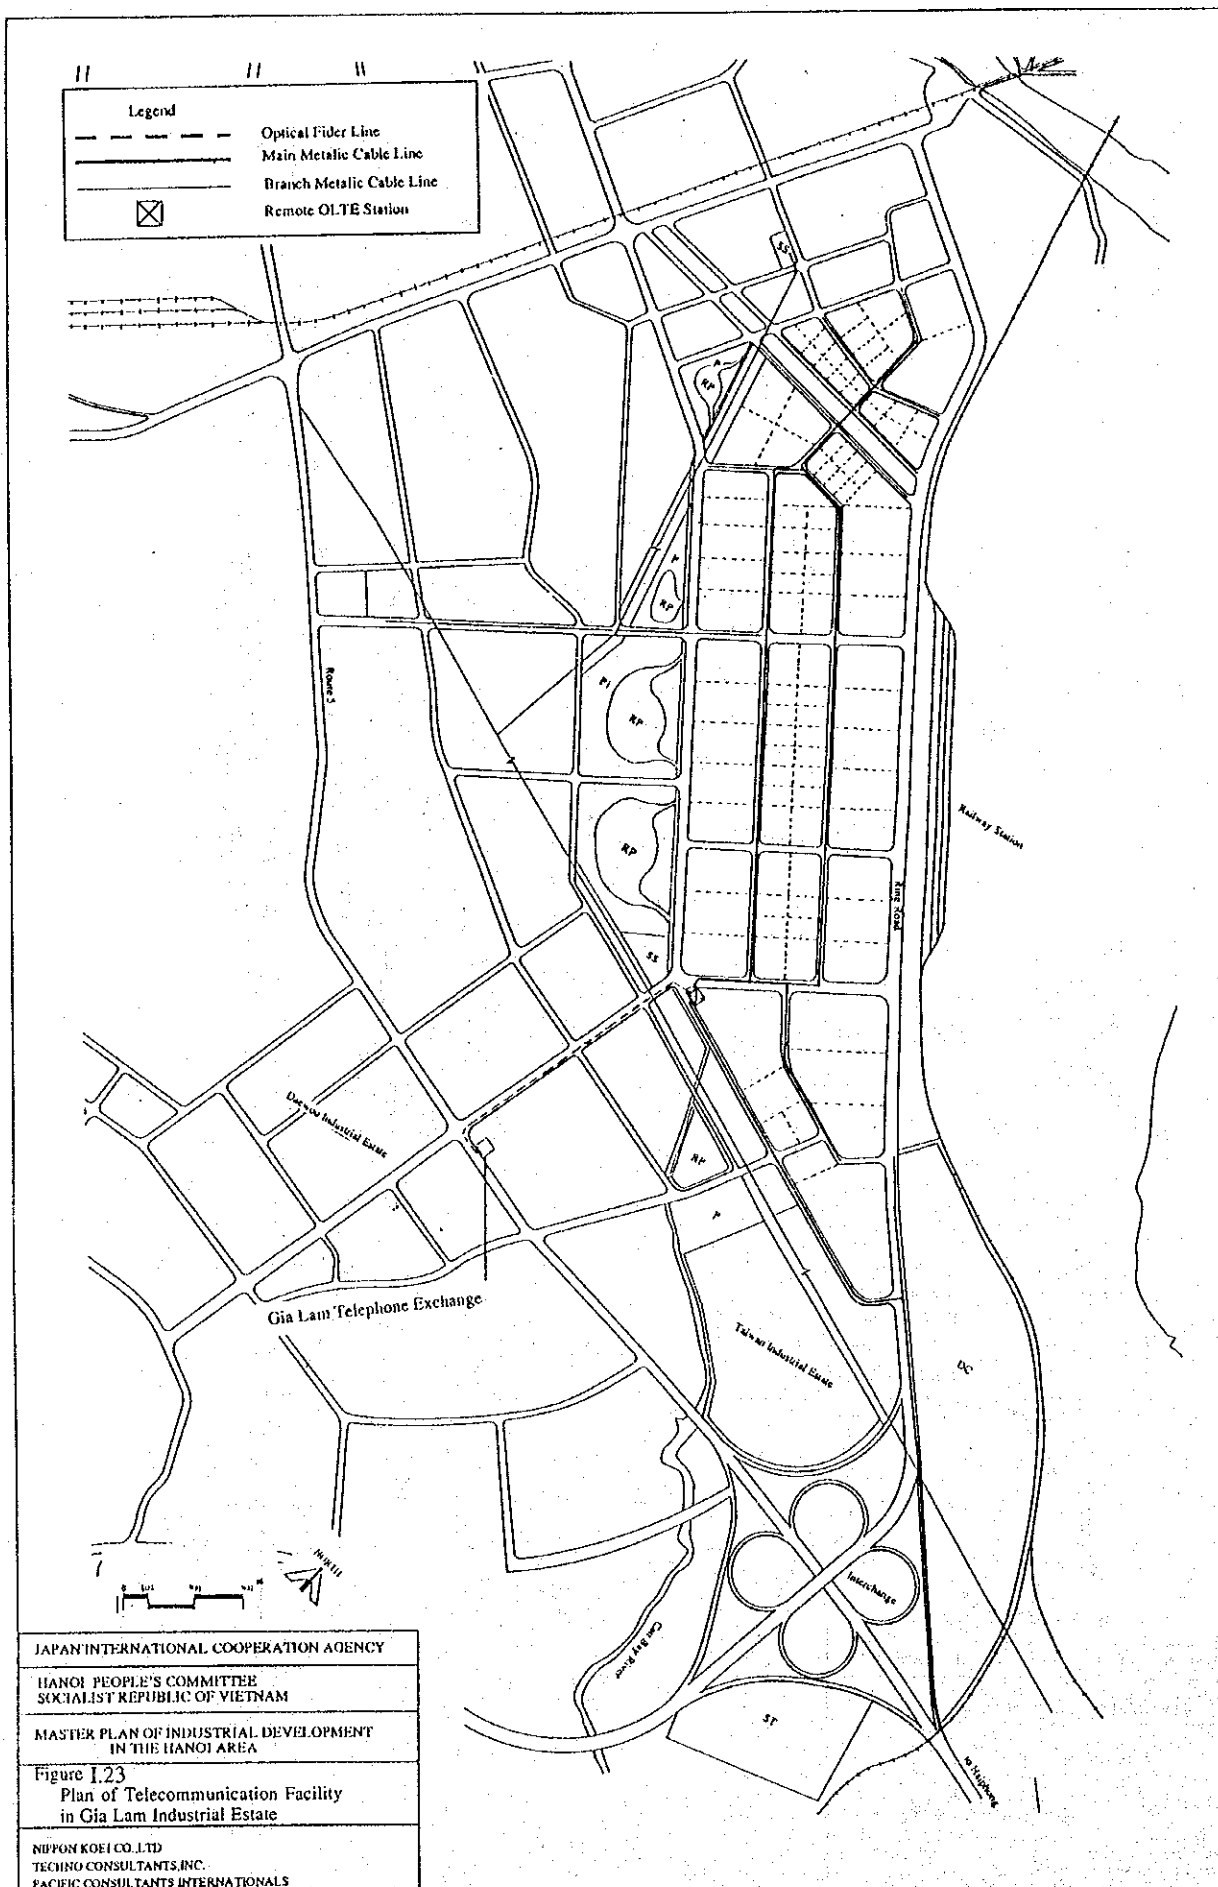 Legend
Optical Fider Line
Main Metalic Cable Line
Branch Metalic Cable Line
Remote OLTE Station
SS
A
RP
A
RP
Route 5
RP
Railway Station
RP
Ring Road
SS
Daewoo Industrial Estate
RP
A
Gia Lam Telephone Exchange
Taiwan Industrial Estate
DC
NORTH
Interchange
Cau Bay River
ST
to Haiphong
JAPAN INTERNATIONAL COOPERATION AGENCY
HANOI PEOPLE'S COMMITTEE
SOCIALIST REPUBLIC OF VIETNAM
MASTER PLAN OF INDUSTRIAL DEVELOPMENT
IN THE HANOI AREA
Figure I.23
Plan of Telecommunication Facility
in Gia Lam Industrial Estate
NIPPON KOEI CO.,LTD
TECHNO CONSULTANTS,INC.
PACIFIC CONSULTANTS INTERNATIONALS